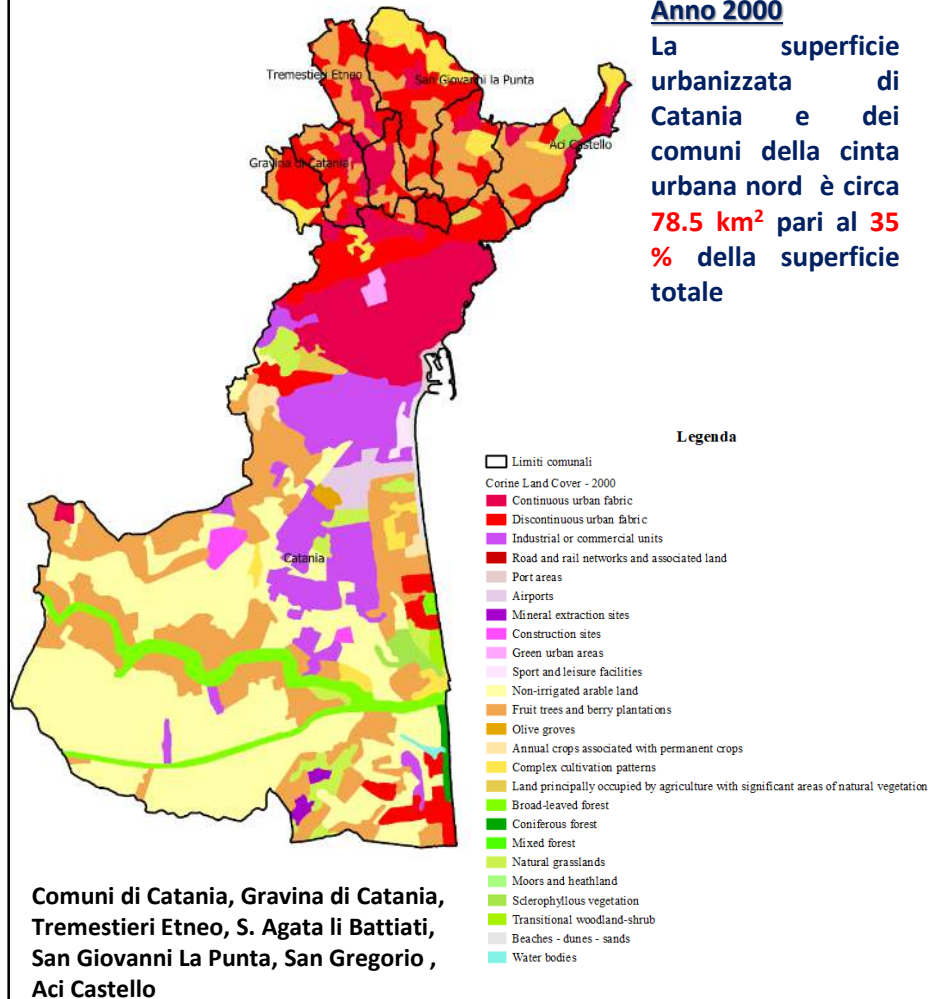 Anno 2000
La superficie
urbanizzata di
Catania e dei
comuni della cinta
urbana nord è circa
78.5 km² pari al 35
% della superficie
totale
Tremestieri Etneo
San Giovanni la Punta
Aci Castello
Gravina di Catania
Catania
Legenda
Limiti comunali
Corine Land Cover - 2000
Continuous urban fabric
Discontinuous urban fabric
Industrial or commercial units
Road and rail networks and associated land
Port areas
Airports
Mineral extraction sites
Construction sites
Green urban areas
Sport and leisure facilities
Non-irrigated arable land
Fruit trees and berry plantations
Olive groves
Annual crops associated with permanent crops
Complex cultivation patterns
Land principally occupied by agriculture with significant areas of natural vegetation
Broad-leaved forest
Coniferous forest
Mixed forest
Natural grasslands
Moors and heathland
Sclerophyllous vegetation
Transitional woodland-shrub
Beaches - dunes - sands
Water bodies
Comuni di Catania, Gravina di Catania,
Tremestieri Etneo, S. Agata li Battiati,
San Giovanni La Punta, San Gregorio ,
Aci Castello